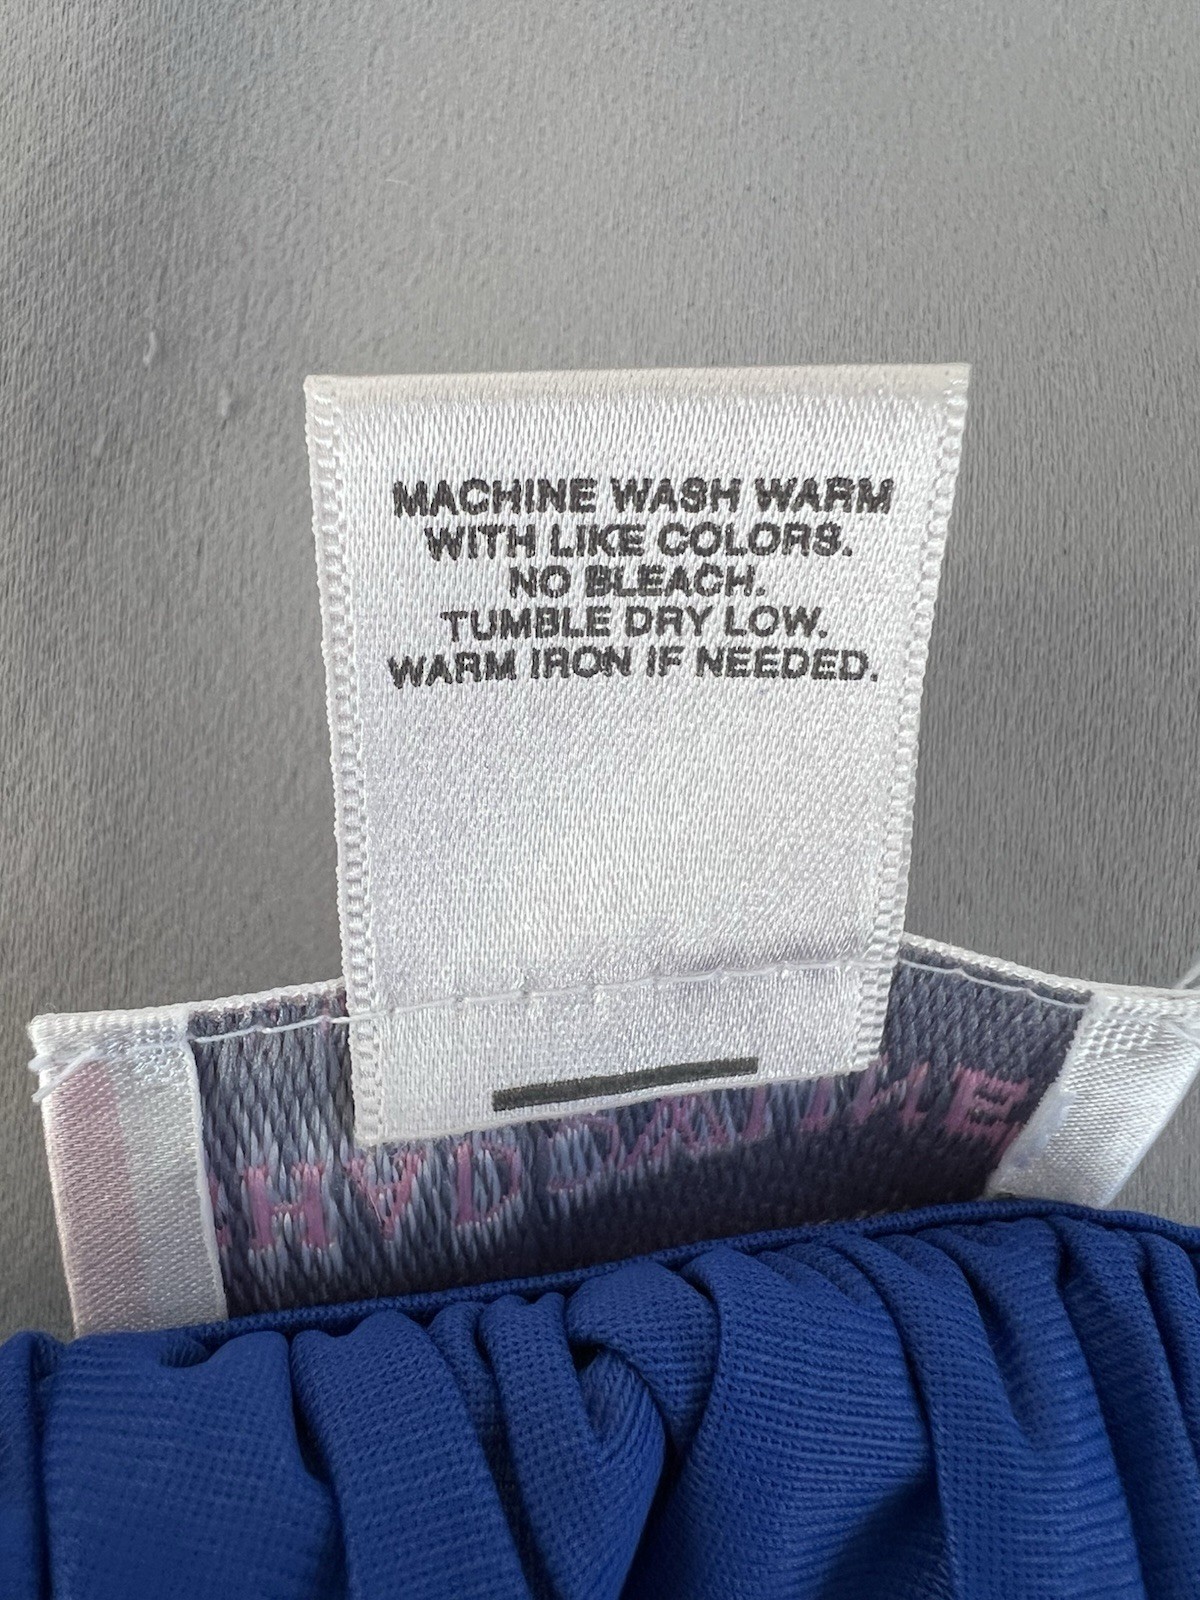 MACHINE WASH WARM
WITH LIKE COLORS.
NO BLEACH.
TUMBLE DRY LOW.
WARM IRON IF NEEDED.